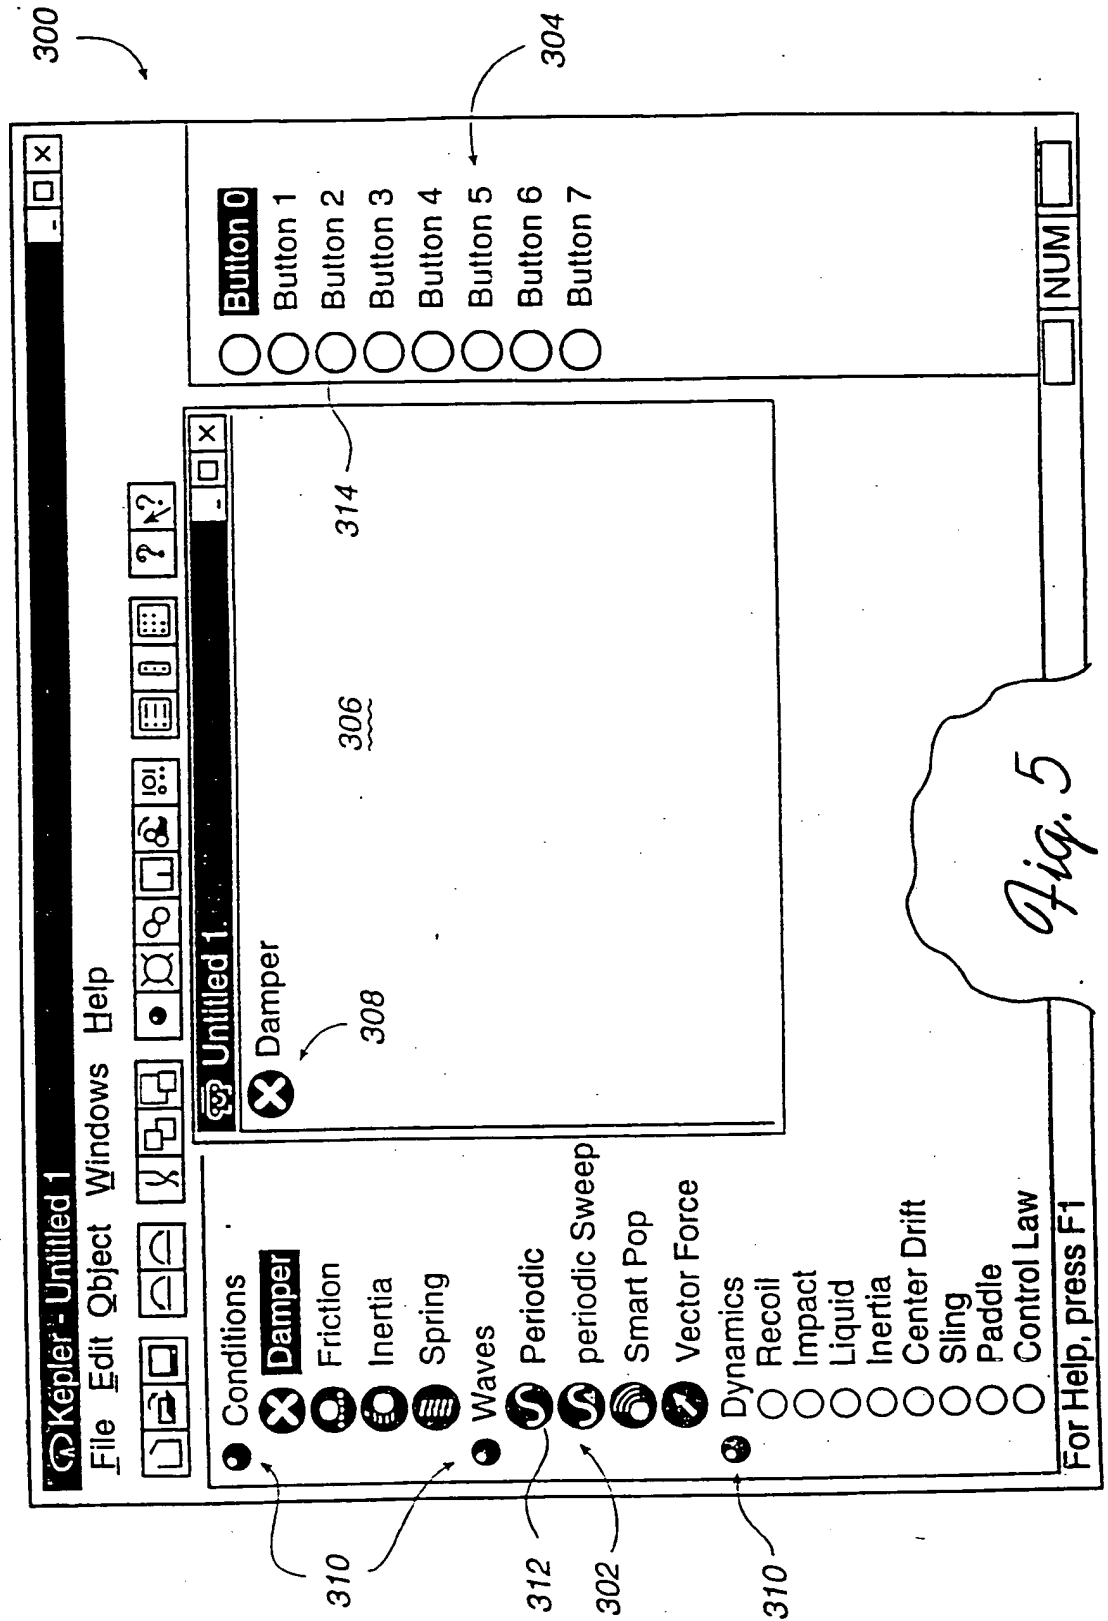 300
Kepler - Untitled 1
File Edit Object Windows Help
Conditions
Damper
Friction
Inertia
Spring
Waves
Periodic
periodic Sweep
Smart Pop
Vector Force
Dynamics
Recoil
Impact
Liquid
Inertia
Center Drift
Sling
Paddle
Control Law
Untitled 1
Damper
308
306
Button 0
Button 1
Button 2
Button 3
Button 4
Button 5
Button 6
Button 7
304
314
310
312
302
310
For Help, press F1
NUM
Fig. 5